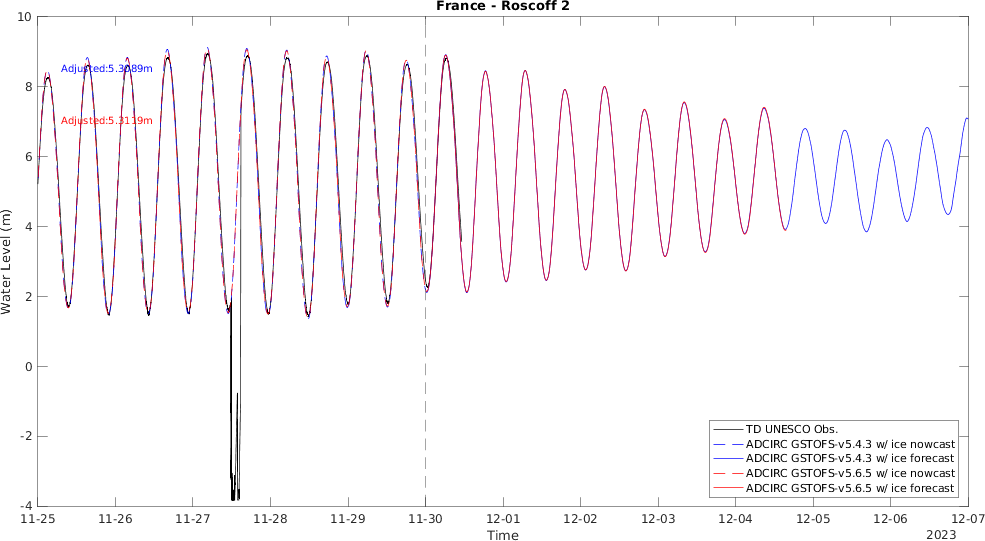 France - Roscoff 2
10
8
6
4
2
0
-2
-4
Water Level (m)
Adjusted:5.3089m
Adjusted:5.3119m
TD UNESCO Obs.
ADCIRC GSTOFS-v5.4.3 w/ ice nowcast
ADCIRC GSTOFS-v5.4.3 w/ ice forecast
ADCIRC GSTOFS-v5.6.5 w/ ice nowcast
ADCIRC GSTOFS-v5.6.5 w/ ice forecast
11-25 11-26 11-27 11-28 11-29 11-30 12-01 12-02 12-03 12-04 12-05 12-06 12-07
Time
2023